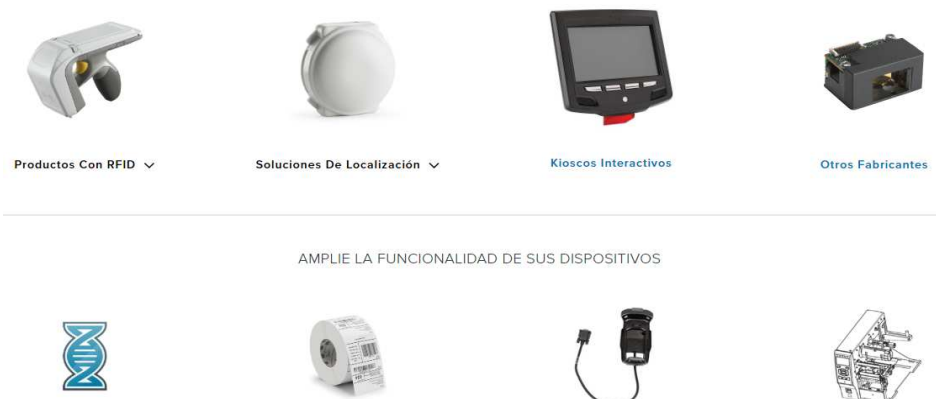 Productos Con RFID
Soluciones De Localización
Kioscos Interactivos
Otros Fabricantes
AMPLIE LA FUNCIONALIDAD DE SUS DISPOSITIVOS